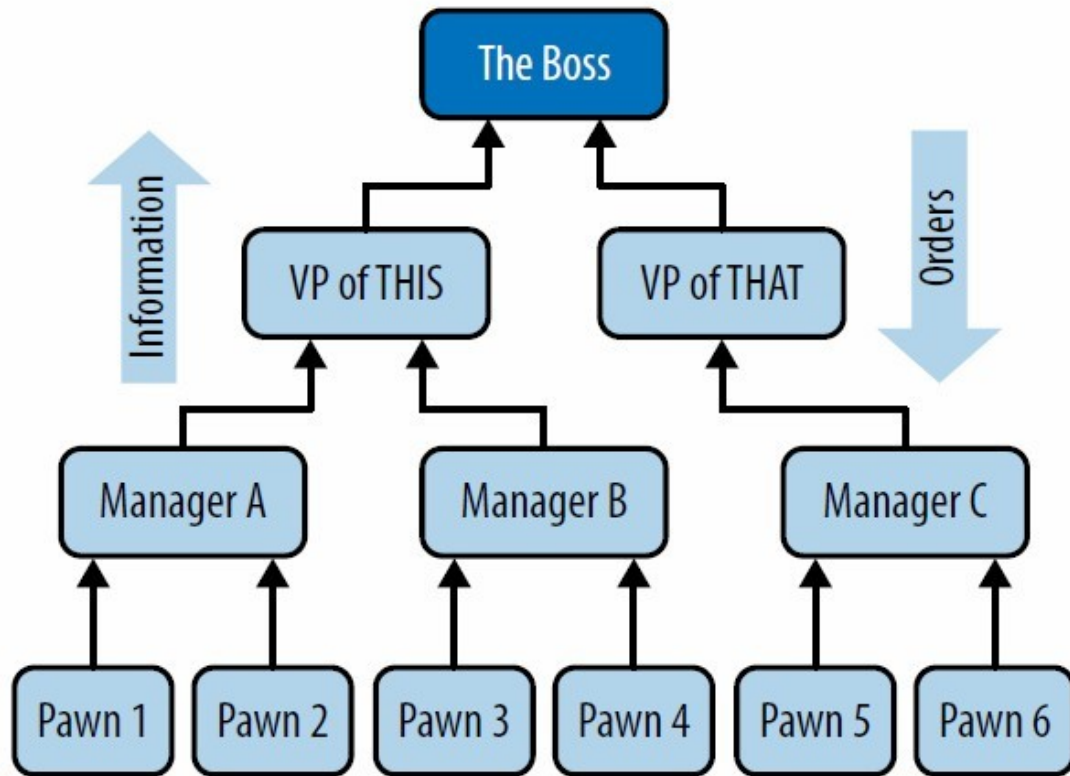 The Boss
Information
Orders
VP of THIS
VP of THAT
Manager A
Manager B
Manager C
Pawn 1
Pawn 2
Pawn 3
Pawn 4
Pawn 5
Pawn 6